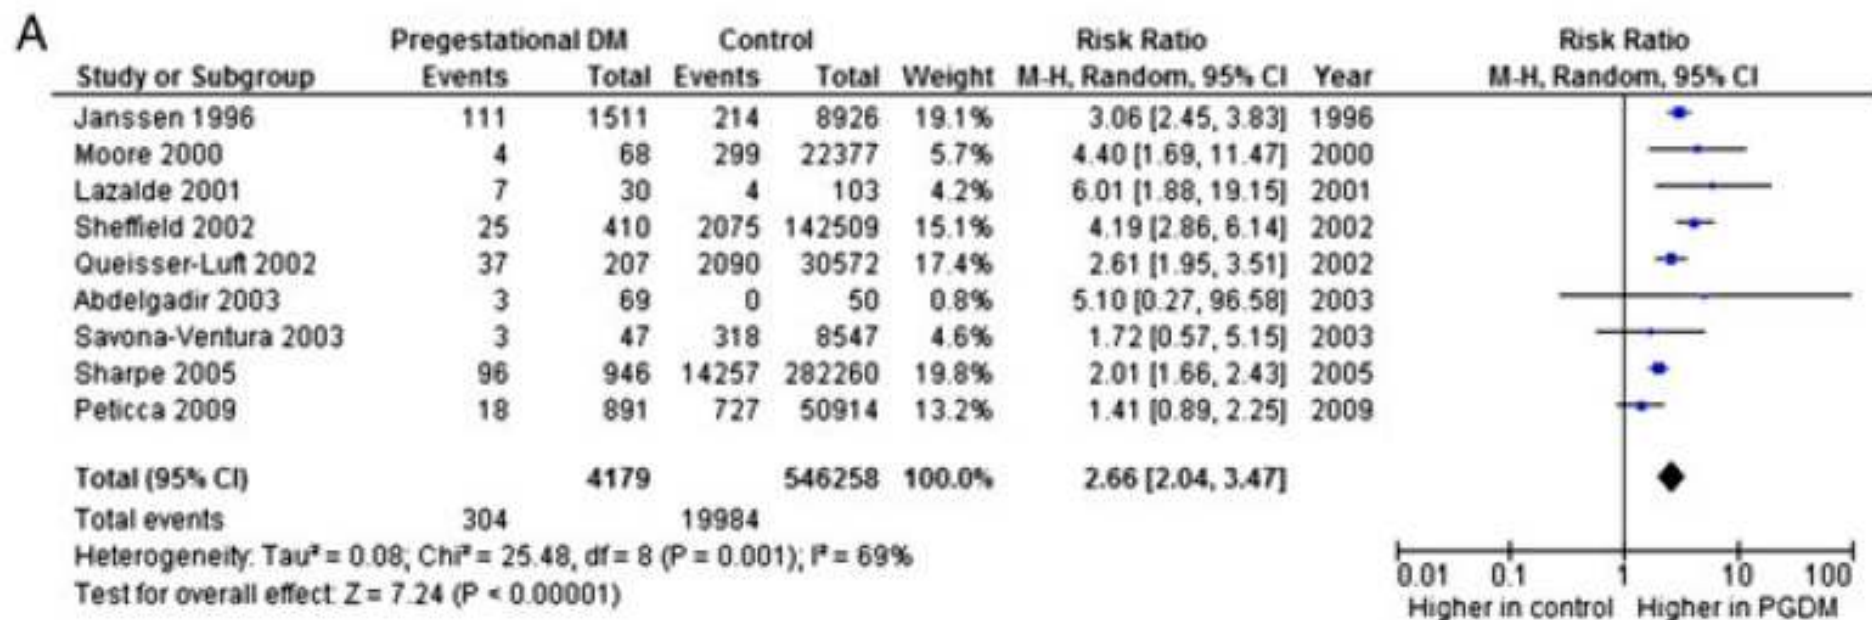 A
Pregestational DM Control Risk Ratio Risk Ratio
Study or Subgroup Events Total Events Total Weight M-H, Random, 95% CI Year M-H, Random, 95% CI
Janssen 1996 111 1511 214 8926 19.1% 3.06 [2.45, 3.83] 1996
Moore 2000 4 68 299 22377 5.7% 4.40 [1.69, 11.47] 2000
Lazalde 2001 7 30 4 103 4.2% 6.01 [1.88, 19.15] 2001
Sheffield 2002 25 410 2075 142509 15.1% 4.19 [2.86, 6.14] 2002
Queisser-Luft 2002 37 207 2090 30572 17.4% 2.61 [1.95, 3.51] 2002
Abdelgadir 2003 3 69 0 50 0.8% 5.10 [0.27, 96.58] 2003
Savona-Ventura 2003 3 47 318 8547 4.6% 1.72 [0.57, 5.15] 2003
Sharpe 2005 96 946 14257 282260 19.8% 2.01 [1.66, 2.43] 2005
Peticca 2009 18 891 727 50914 13.2% 1.41 [0.89, 2.25] 2009
Total (95% CI) 4179 546258 100.0% 2.66 [2.04, 3.47]
Total events 304 19984
Heterogeneity: Tau² = 0.08; Chi² = 25.48, df = 8 (P = 0.001); I² = 69%
Test for overall effect: Z = 7.24 (P < 0.00001)
0.01 0.1 1 10 100
Higher in control Higher in PGDM